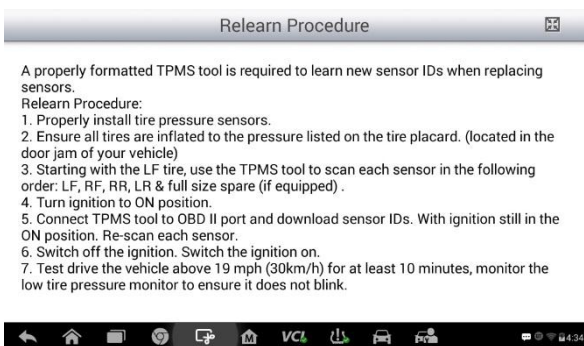 Relearn Procedure
A properly formatted TPMS tool is required to learn new sensor IDs when replacing
sensors.
Relearn Procedure:
1. Properly install tire pressure sensors.
2. Ensure all tires are inflated to the pressure listed on the tire placard. (located in the
door jam of your vehicle)
3. Starting with the LF tire, use the TPMS tool to scan each sensor in the following
order: LF, RF, RR, LR & full size spare (if equipped) .
4. Turn ignition to ON position.
5. Connect TPMS tool to OBD II port and download sensor IDs. With ignition still in the
ON position. Re-scan each sensor.
6. Switch off the ignition. Switch the ignition on.
7. Test drive the vehicle above 19 mph (30km/h) for at least 10 minutes, monitor the
low tire pressure monitor to ensure it does not blink.
M VCI 4:34